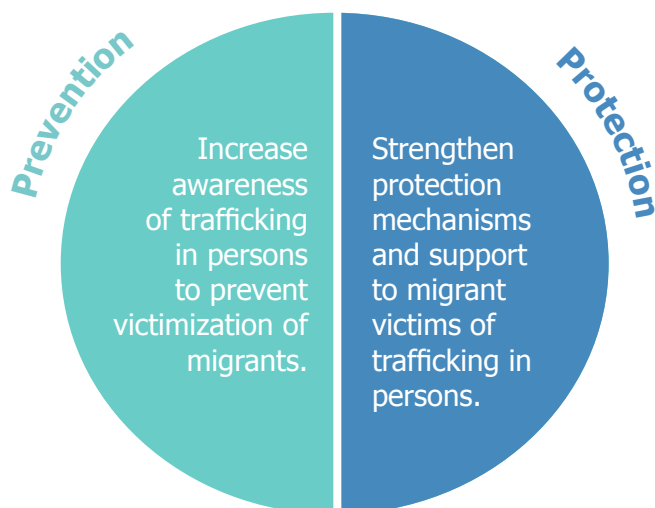 Prevention
Increase
awareness
of trafficking
in persons
to prevent
victimization of
migrants.
Protection
Strengthen
protection
mechanisms
and support
to migrant
victims of
trafficking in
persons.